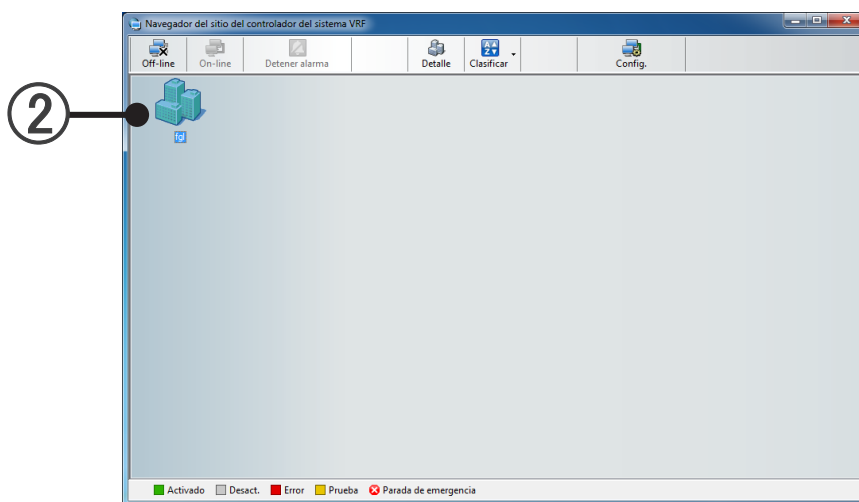 Navegador del sitio del controlador del sistema VRF
Off-line On-line Detener alarma Detalle Clasificar Config.
2
fgl
Activado Desact. Error Prueba Parada de emergencia